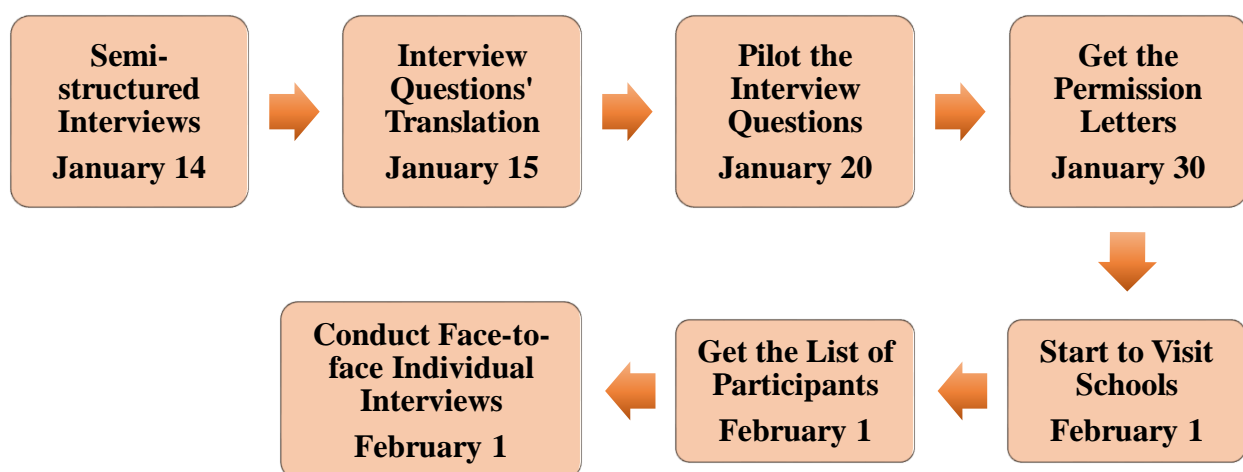 Semi-
structured
Interviews
January 14
Interview
Questions'
Translation
January 15
Pilot the
Interview
Questions
January 20
Get the
Permission
Letters
January 30
Start to Visit
Schools
February 1
Get the List of
Participants
February 1
Conduct Face-to-
face Individual
Interviews
February 1